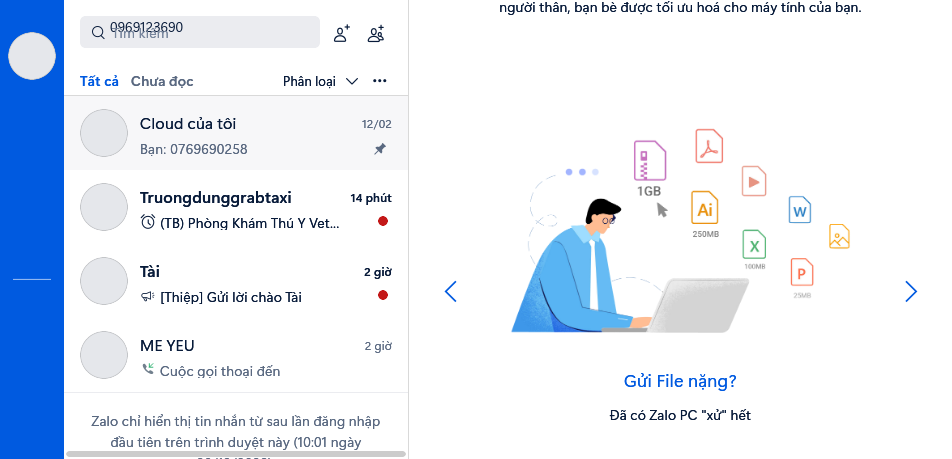 0969123690
Tìm kiếm
Tất cả Chưa đọc Phân loại
Cloud của tôi 12/02
Bạn: 0769690258
Truongdunggrabtaxi 14 phút
(TB) Phòng Khám Thú Y Vet...
Tài 2 giờ
[Thiệp] Gửi lời chào Tài
ME YEU 2 giờ
Cuộc gọi thoại đến
Zalo chỉ hiển thị tin nhắn từ sau lần đăng nhập
đầu tiên trên trình duyệt này (10:01 ngày
người thân, bạn bè được tối ưu hoá cho máy tính của bạn.
1GB
Ai
250MB
W
X
100MB
P
25MB
Gửi File nặng?
Đã có Zalo PC "xử" hết